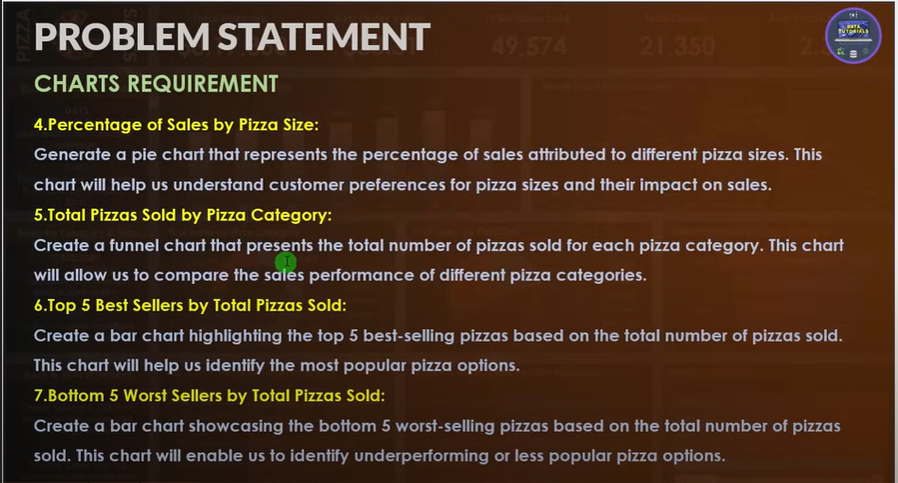 PROBLEM STATEMENT
DATA
TUTORIALS
CHARTS REQUIREMENT
4.Percentage of Sales by Pizza Size:
Generate a pie chart that represents the percentage of sales attributed to different pizza sizes. This
chart will help us understand customer preferences for pizza sizes and their impact on sales.
5.Total Pizzas Sold by Pizza Category:
Create a funnel chart that presents the total number of pizzas sold for each pizza category. This chart
will allow us to compare the sales performance of different pizza categories.
6.Top 5 Best Sellers by Total Pizzas Sold:
Create a bar chart highlighting the top 5 best-selling pizzas based on the total number of pizzas sold.
This chart will help us identify the most popular pizza options.
7.Bottom 5 Worst Sellers by Total Pizzas Sold:
Create a bar chart showcasing the bottom 5 worst-selling pizzas based on the total number of pizzas
sold. This chart will enable us to identify underperforming or less popular pizza options.
PIZZA
49,574
21,350